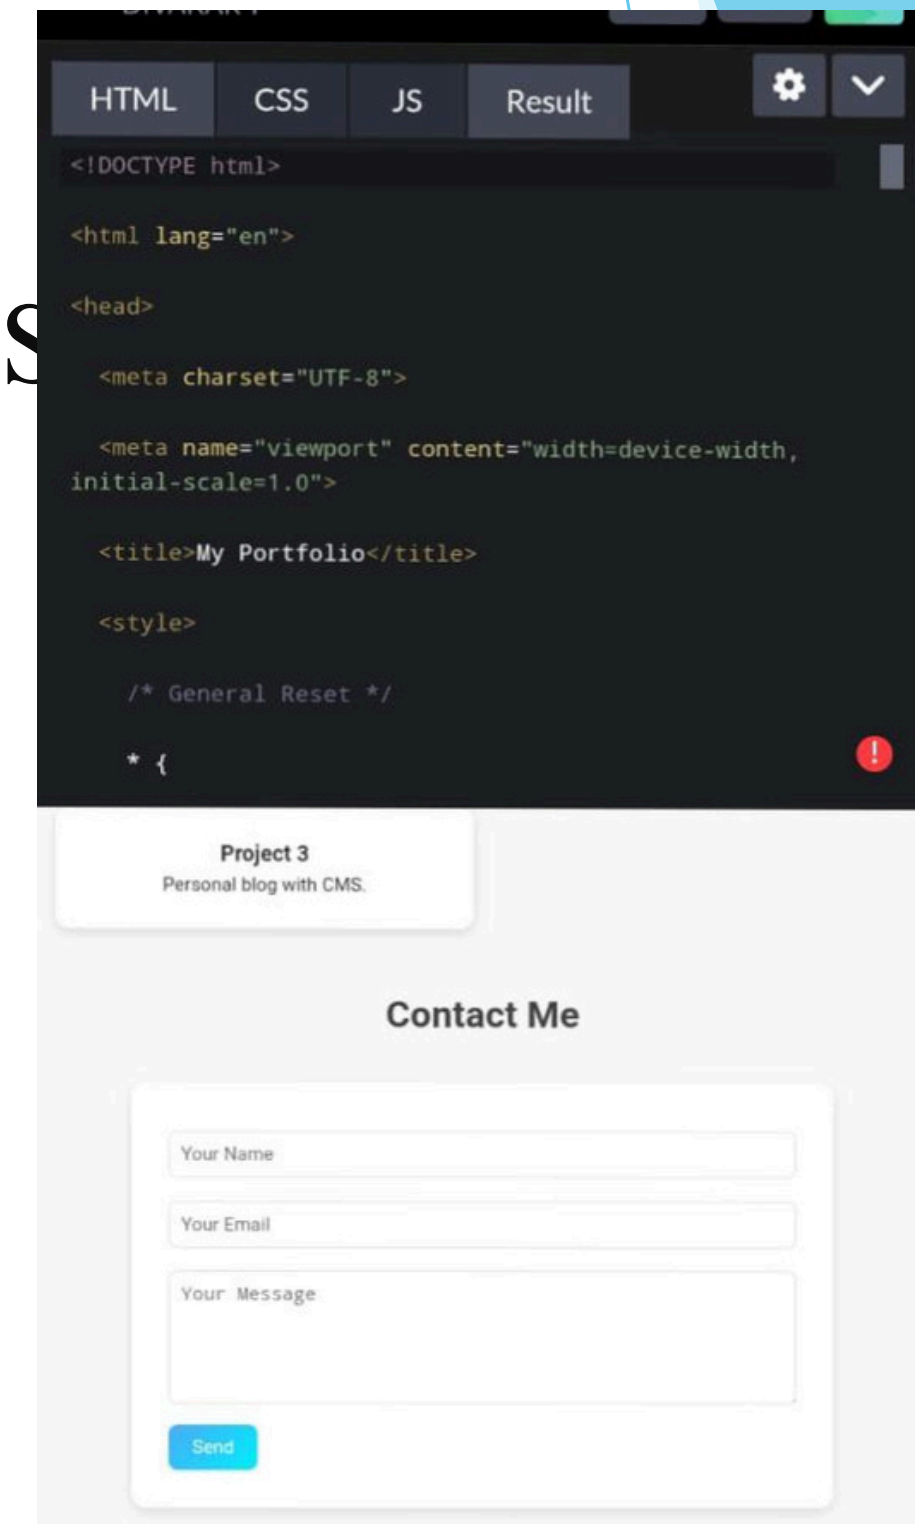 HTML CSS JS Result
<!DOCTYPE html>
<html lang="en">
<head>
<meta charset="UTF-8">
<meta name="viewport" content="width=device-width,
initial-scale=1.0">
<title>My Portfolio</title>
<style>
/* General Reset */
* {
Project 3
Personal blog with CMS.
Contact Me
Your Name
Your Email
Your Message
Send